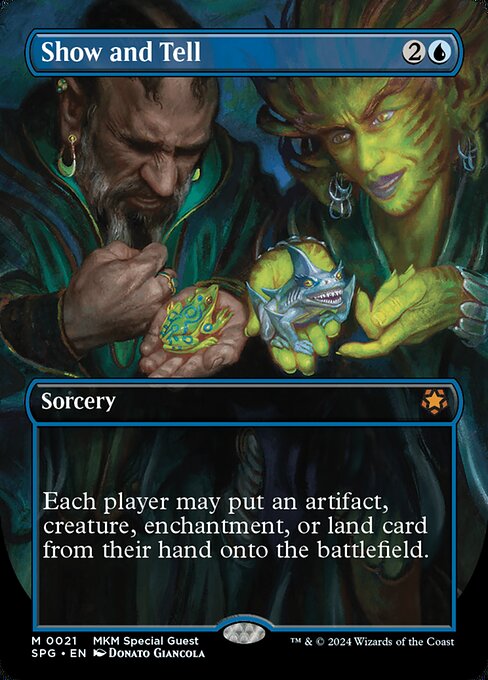 Show and Tell 2
Sorcery
Each player may put an artifact,
creature, enchantment, or land card
from their hand onto the battlefield.
M 0021 MKM Special Guest
SPG • EN Donato Giancola
™ & © 2024 Wizards of the Coast